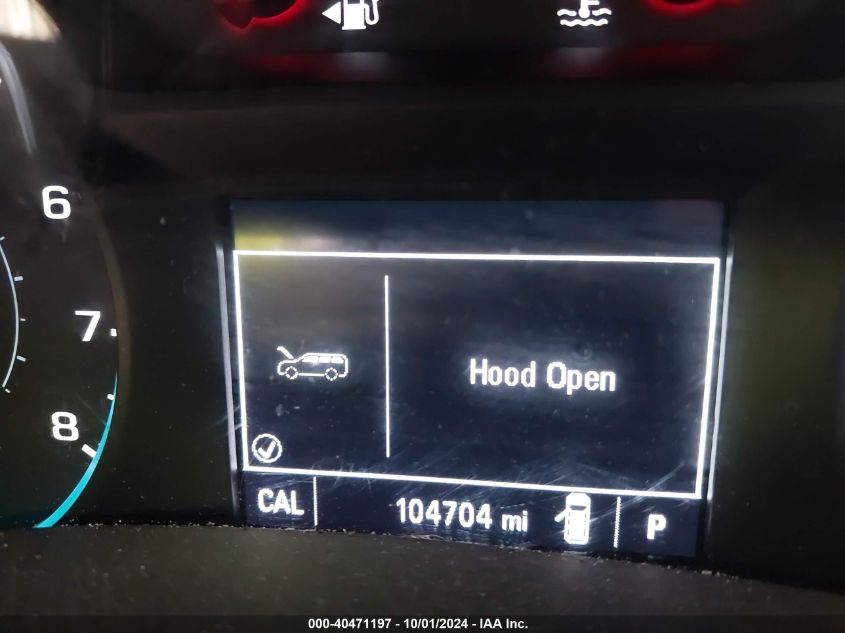 6
7
8
Hood Open
CAL
104704 mi
P
000-40471197 - 10/01/2024 - IAA Inc.